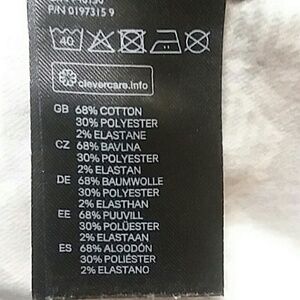 P/N 0197315 9
40
clevercare.info
GB 68% COTTON
30% POLYESTER
2% ELASTANE
CZ 68% BAVLNA
30% POLYESTER
2% ELASTAN
DE 68% BAUMWOLLE
30% POLYESTER
2% ELASTHAN
EE 68% PUUVILL
30% POLÜESTER
2% ELASTAAN
ES 68% ALGODÓN
30% POLIÉSTER
2% ELASTANO